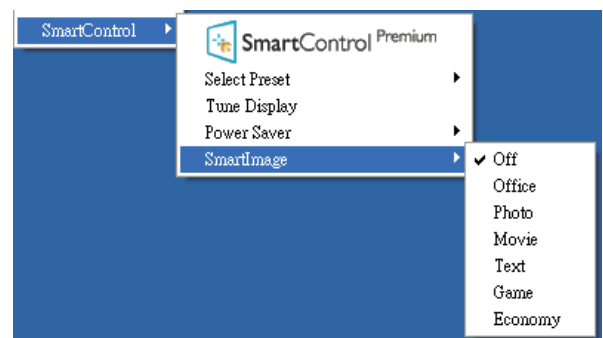 SmartControl
SmartControl Premium
Select Preset
Tune Display
Power Saver
SmartImage
Off
Office
Photo
Movie
Text
Game
Economy